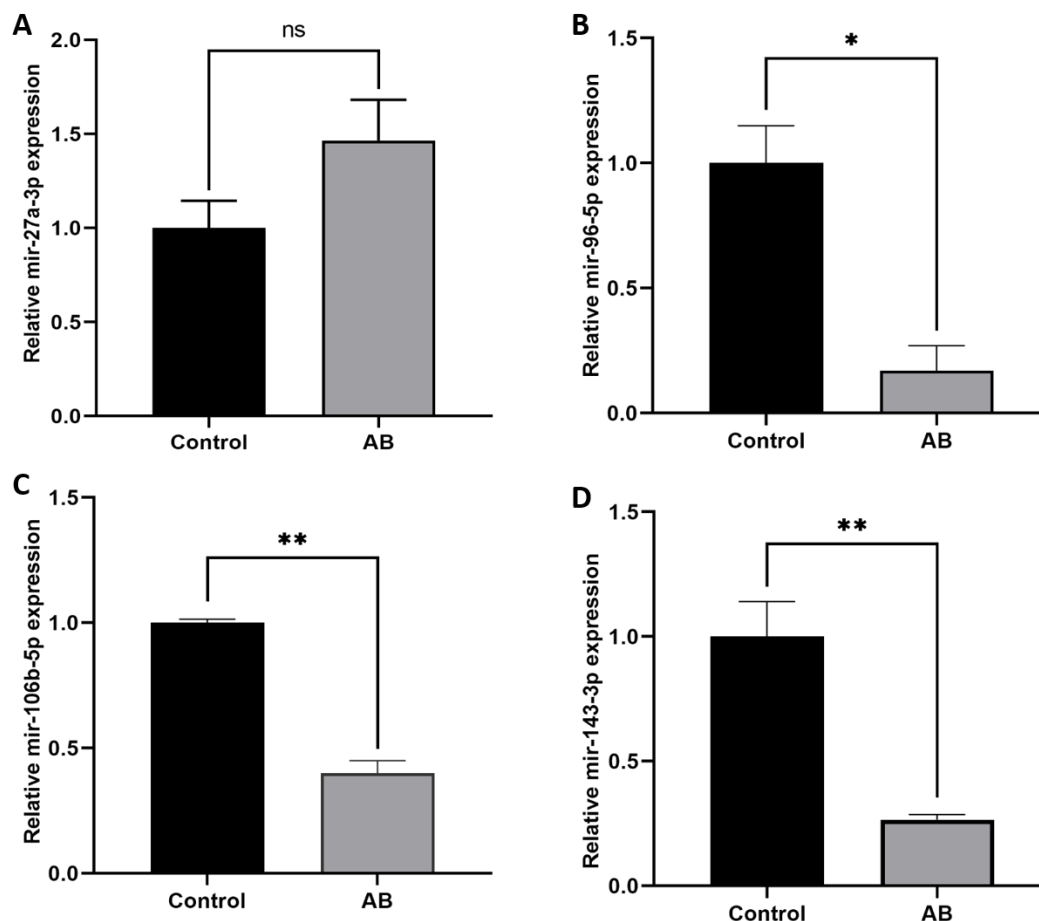 A
Relative mir-27a-3p expression
2.0
1.5
1.0
0.5
0.0
ns
Control
AB
B
Relative mir-96-5p expression
1.5
1.0
0.5
0.0
*
Control
AB
C
Relative mir-106b-5p expression
1.5
1.0
0.5
0.0
**
Control
AB
D
Relative mir-143-3p expression
1.5
1.0
0.5
0.0
**
Control
AB